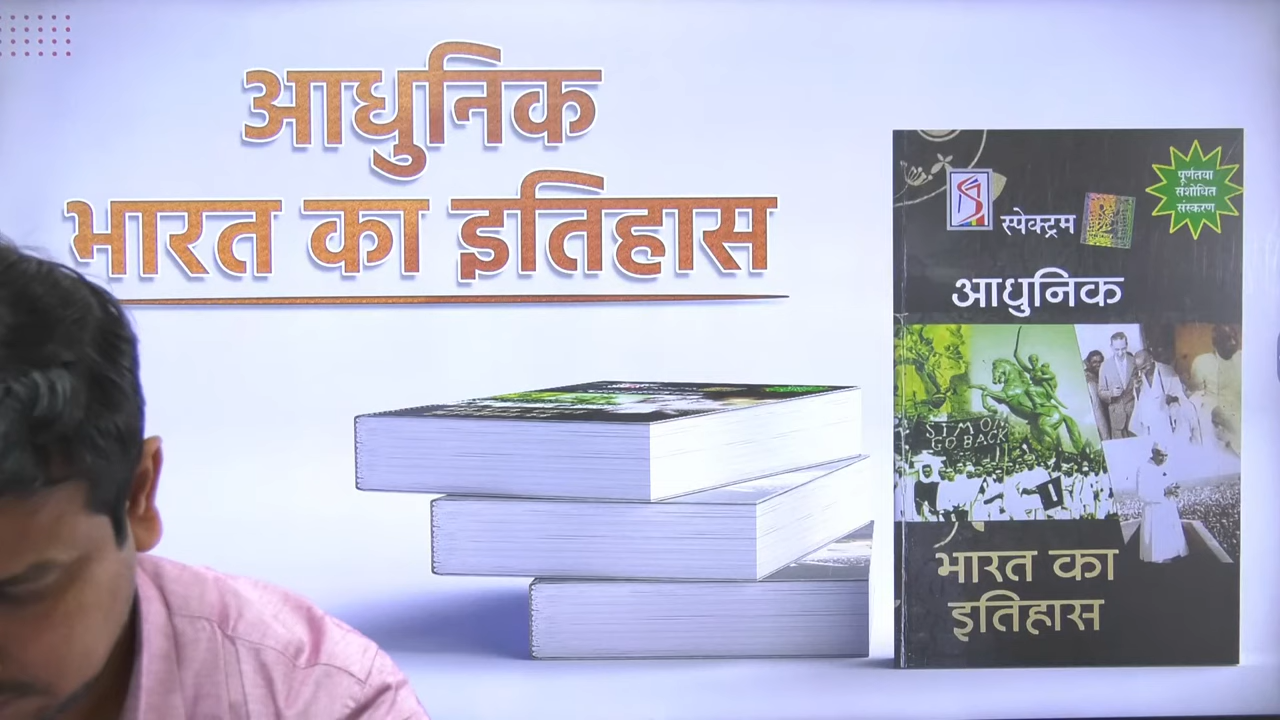 आधुनिक
भारत का इतिहास
पूर्णतया
संशोधित
संस्करण
स्पेक्ट्रम
आधुनिक
SIMON
GO BACK
भारत का
इतिहास